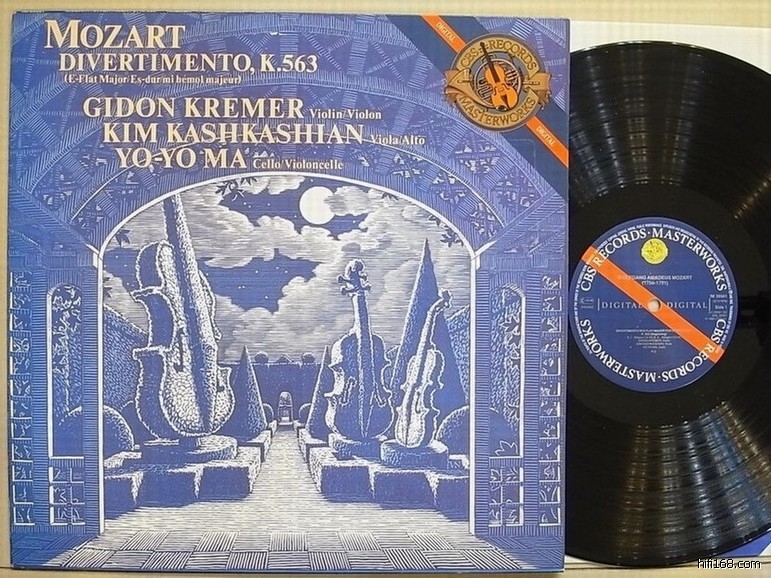 MOZART
DIVERTIMENTO, K.563
(E-Flat Major/Es-dur/mi bémol majeur)
GIDON KREMER Violin/Violon
KIM KASHKASHIAN Viola/Alto
YO-YO MA Cello/Violoncelle
DIGITAL
CBS RECORDS
MASTERWORKS
DIGITAL
CBS RECORDS · MASTERWORKS
WOLFGANG AMADEUS MOZART
DIGITAL DIGITAL
CBS RECORDS · MASTERWORKS
hifi168.com